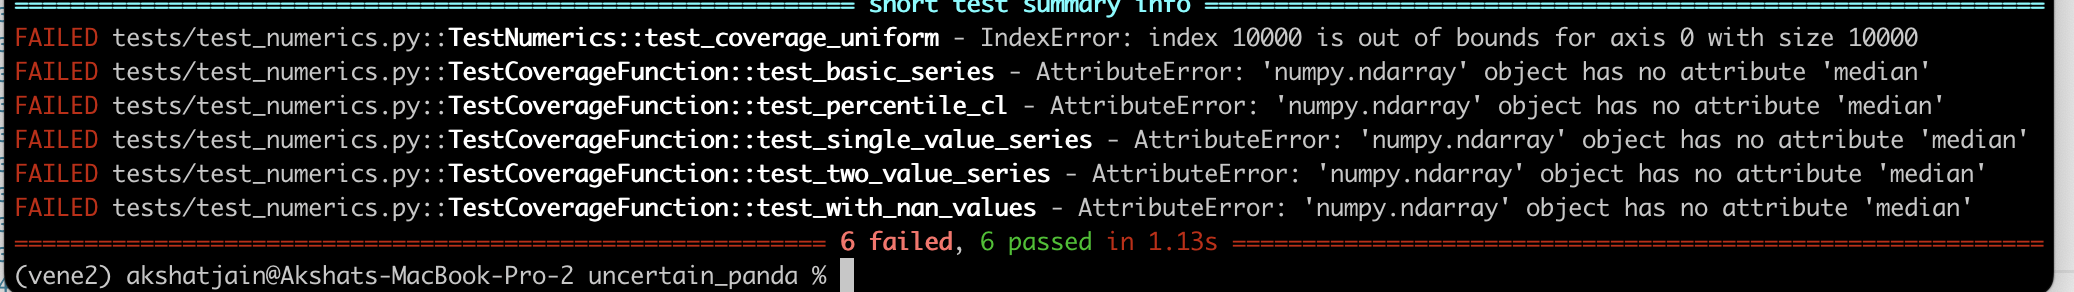 ============================================================ short test summary info ============================================================
FAILED tests/test_numerics.py::TestNumerics::test_coverage_uniform - IndexError: index 10000 is out of bounds for axis 0 with size 10000
FAILED tests/test_numerics.py::TestCoverageFunction::test_basic_series - AttributeError: 'numpy.ndarray' object has no attribute 'median'
FAILED tests/test_numerics.py::TestCoverageFunction::test_percentile_cl - AttributeError: 'numpy.ndarray' object has no attribute 'median'
FAILED tests/test_numerics.py::TestCoverageFunction::test_single_value_series - AttributeError: 'numpy.ndarray' object has no attribute 'median'
FAILED tests/test_numerics.py::TestCoverageFunction::test_two_value_series - AttributeError: 'numpy.ndarray' object has no attribute 'median'
FAILED tests/test_numerics.py::TestCoverageFunction::test_with_nan_values - AttributeError: 'numpy.ndarray' object has no attribute 'median'
========================================================== 6 failed, 6 passed in 1.13s ==========================================================
(vene2) akshatjain@Akshats-MacBook-Pro-2 uncertain_panda %